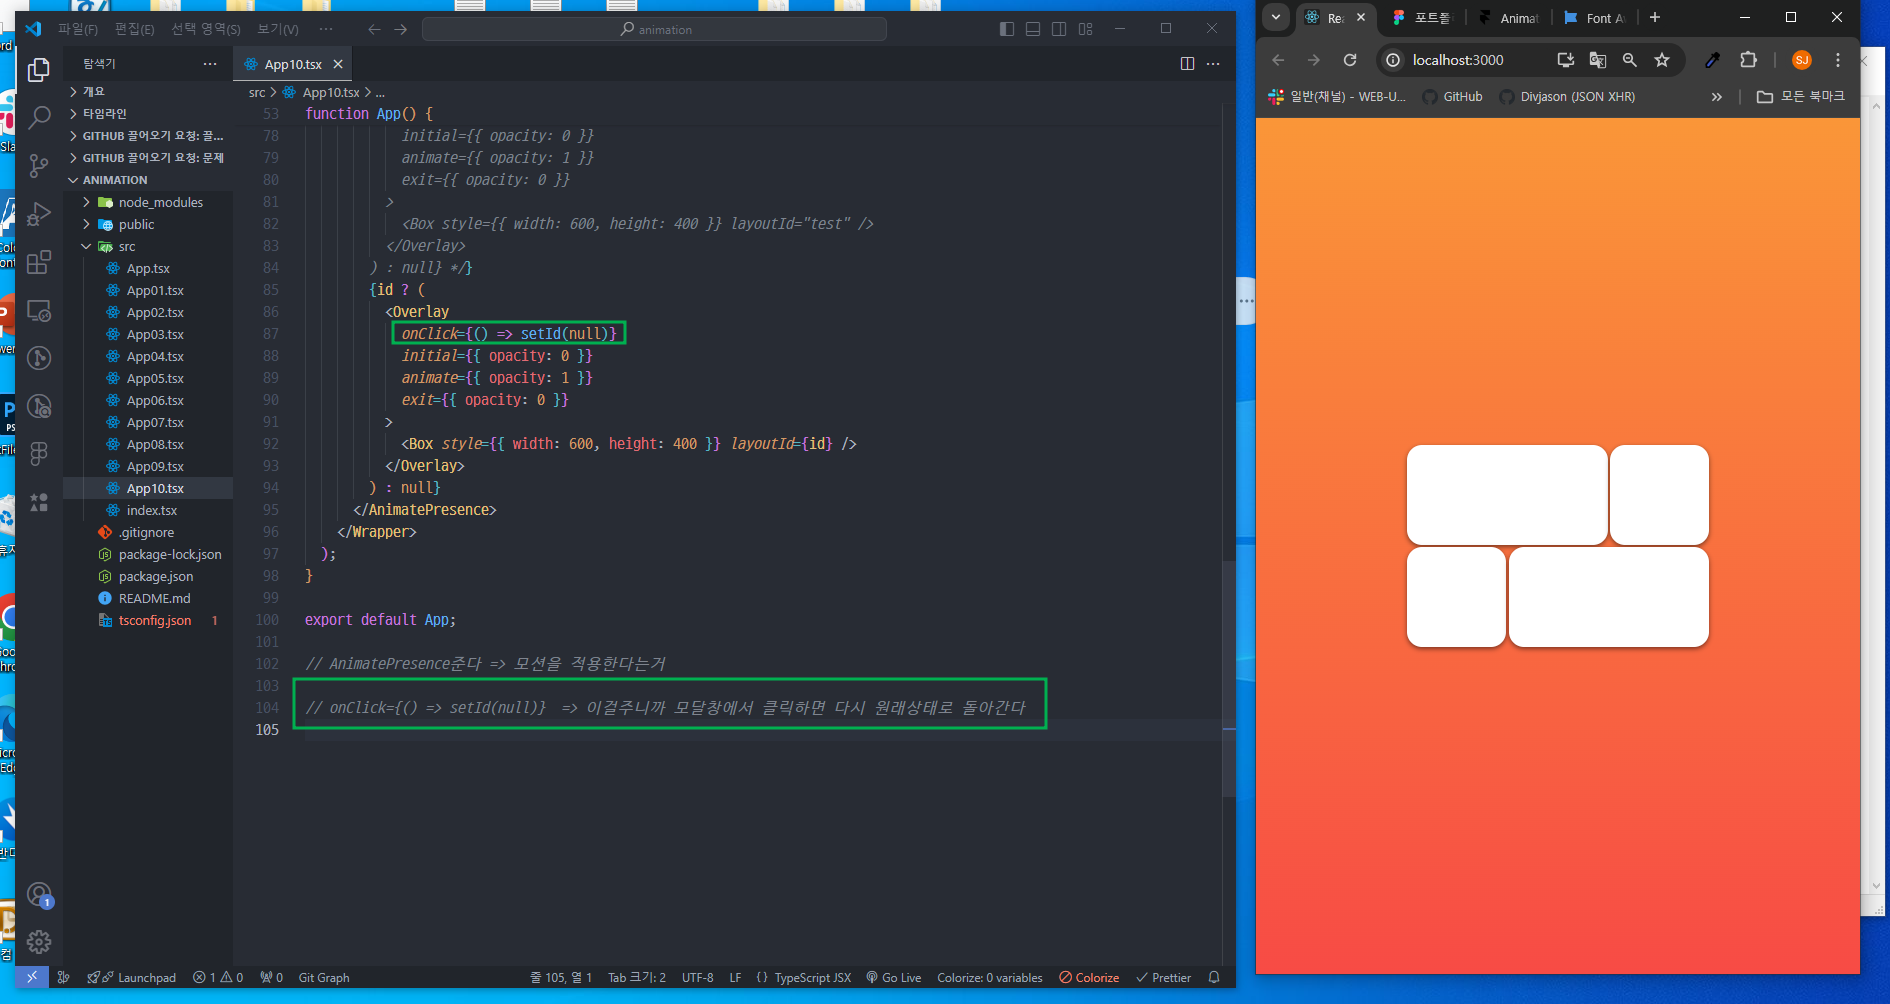 파일(F) 편집(E) 선택 영역(S) 보기(V) ··· animation
탐색기 ···
App10.tsx
개요
타임라인
GITHUB 끌어오기 요청: 끌...
GITHUB 끌어오기 요청: 문제
ANIMATION
node_modules
public
src
App.tsx
App01.tsx
App02.tsx
App03.tsx
App04.tsx
App05.tsx
App06.tsx
App07.tsx
App08.tsx
App09.tsx
App10.tsx
index.tsx
.gitignore
package-lock.json
package.json
README.md
tsconfig.json 1
src > App10.tsx > ...
53 function App() {
78 initial={{ opacity: 0 }}
79 animate={{ opacity: 1 }}
80 exit={{ opacity: 0 }}
81 >
82 <Box style={{ width: 600, height: 400 }} layoutId="test" />
83 </Overlay>
84 ) : null} */}
85 {id ? (
86 <Overlay
87 onClick={() => setId(null)}
88 initial={{ opacity: 0 }}
89 animate={{ opacity: 1 }}
90 exit={{ opacity: 0 }}
91 >
92 <Box style={{ width: 600, height: 400 }} layoutId={id} />
93 </Overlay>
94 ) : null}
95 </AnimatePresence>
96 </Wrapper>
97 );
98 }
99
100 export default App;
101
102 // AnimatePresence준다 => 모션을 적용한다는거
103
104 // onClick={() => setId(null)} => 이걸주니까 모달창에서 클릭하면 다시 원래상태로 돌아간다
105
1
Launchpad 1 0 0 Git Graph
줄 105, 열 1 Tab 크기: 2 UTF-8 LF {} TypeScript JSX Go Live Colorize: 0 variables Colorize Prettier
Rea 포트폴 Animat Font A
localhost:3000 SJ
일반(채널) - WEB-U... GitHub Divjason (JSON XHR) » 모든 북마크